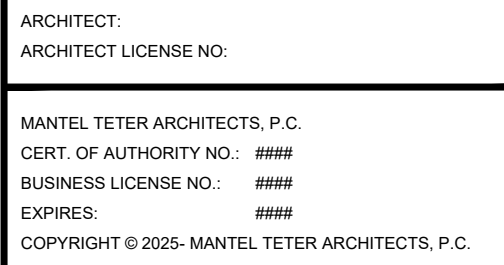 ARCHITECT:
ARCHITECT LICENSE NO:
MANTEL TETER ARCHITECTS, P.C.
CERT. OF AUTHORITY NO.: ####
BUSINESS LICENSE NO.: ####
EXPIRES: ####
COPYRIGHT © 2025- MANTEL TETER ARCHITECTS, P.C.